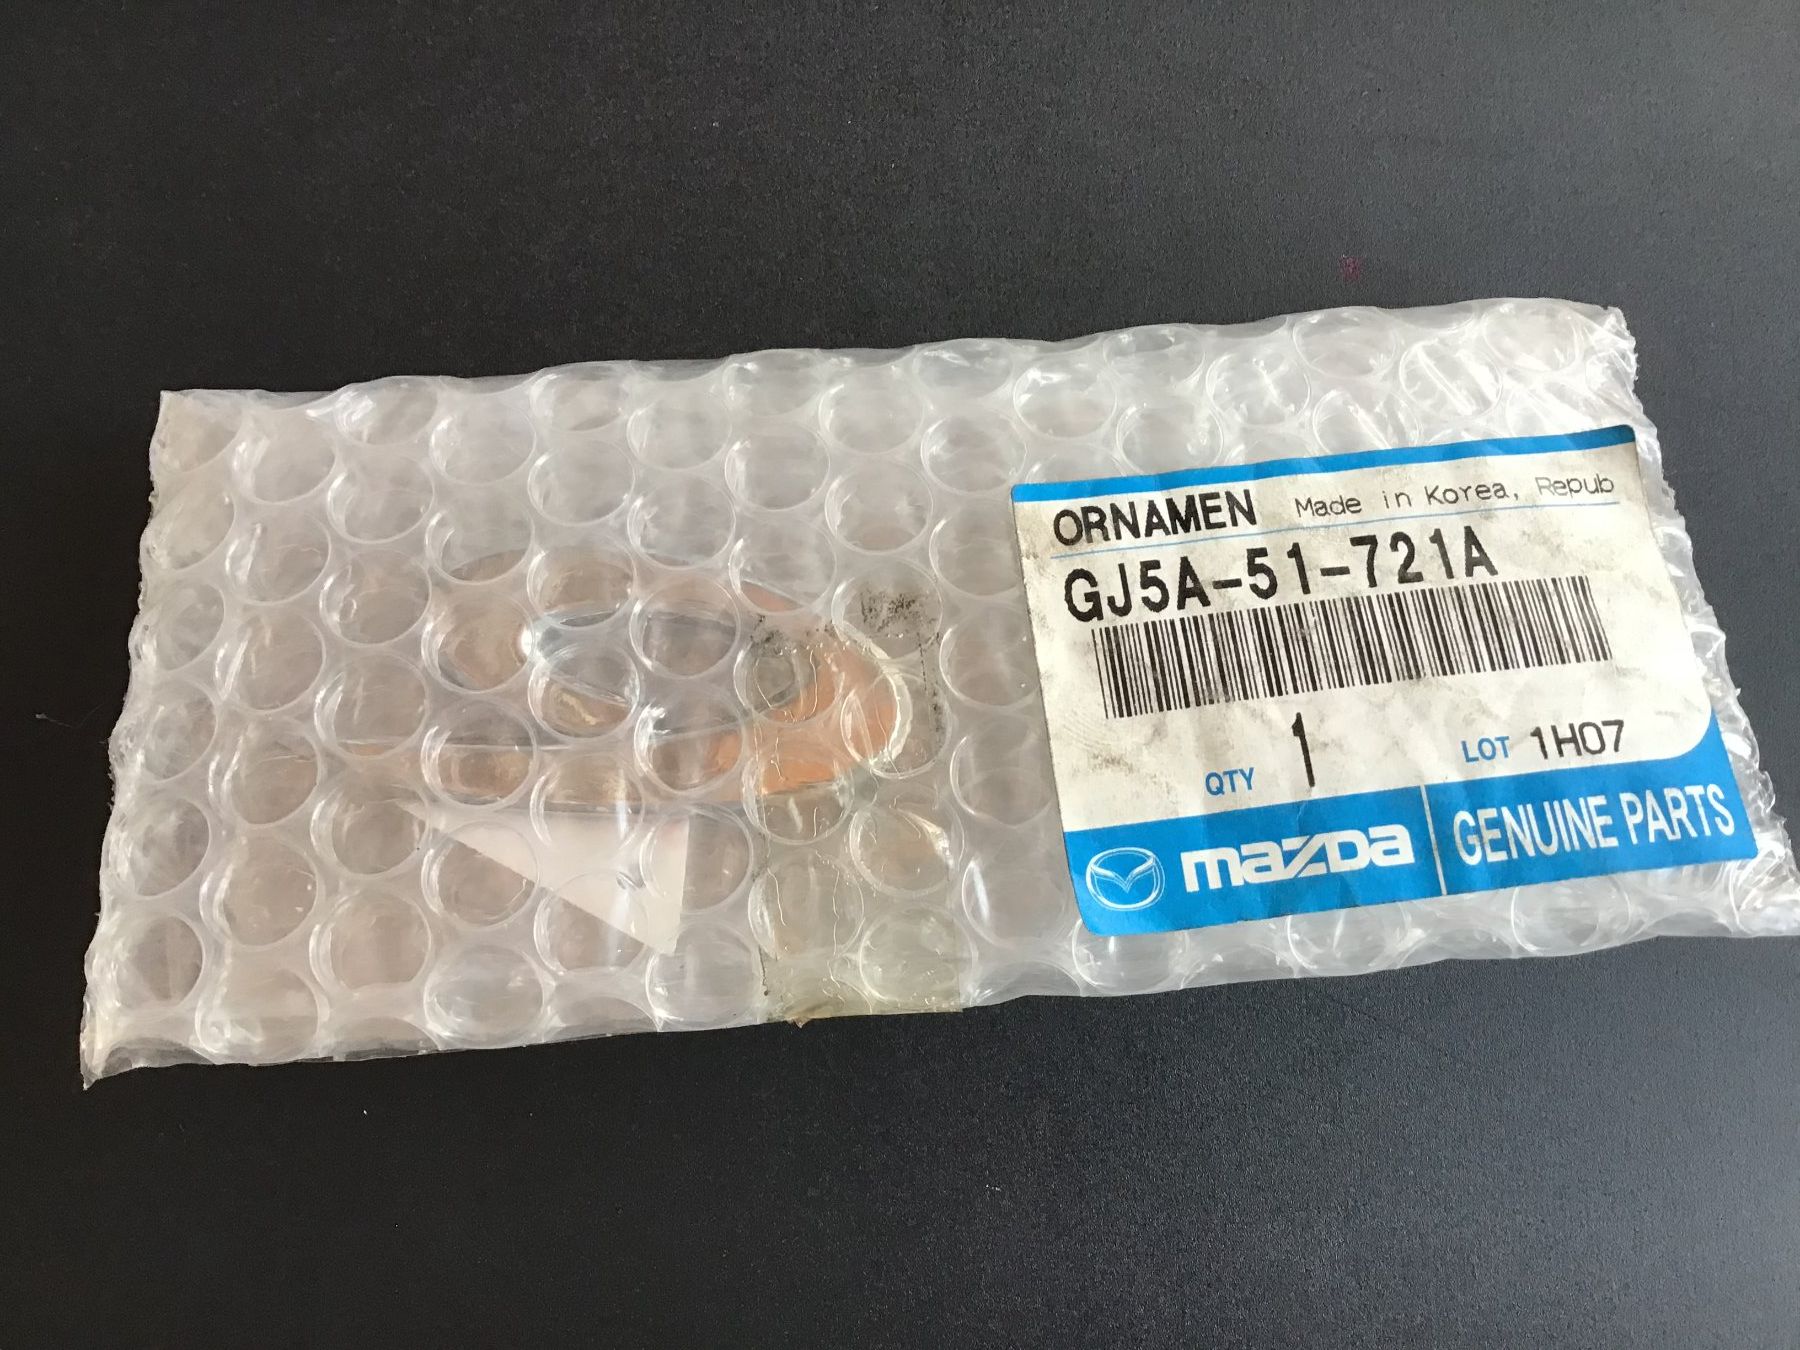 ORNAMEN Made in Korea, Repub
GJ5A-51-721A
QTY 1 LOT 1H07
mazda GENUINE PARTS